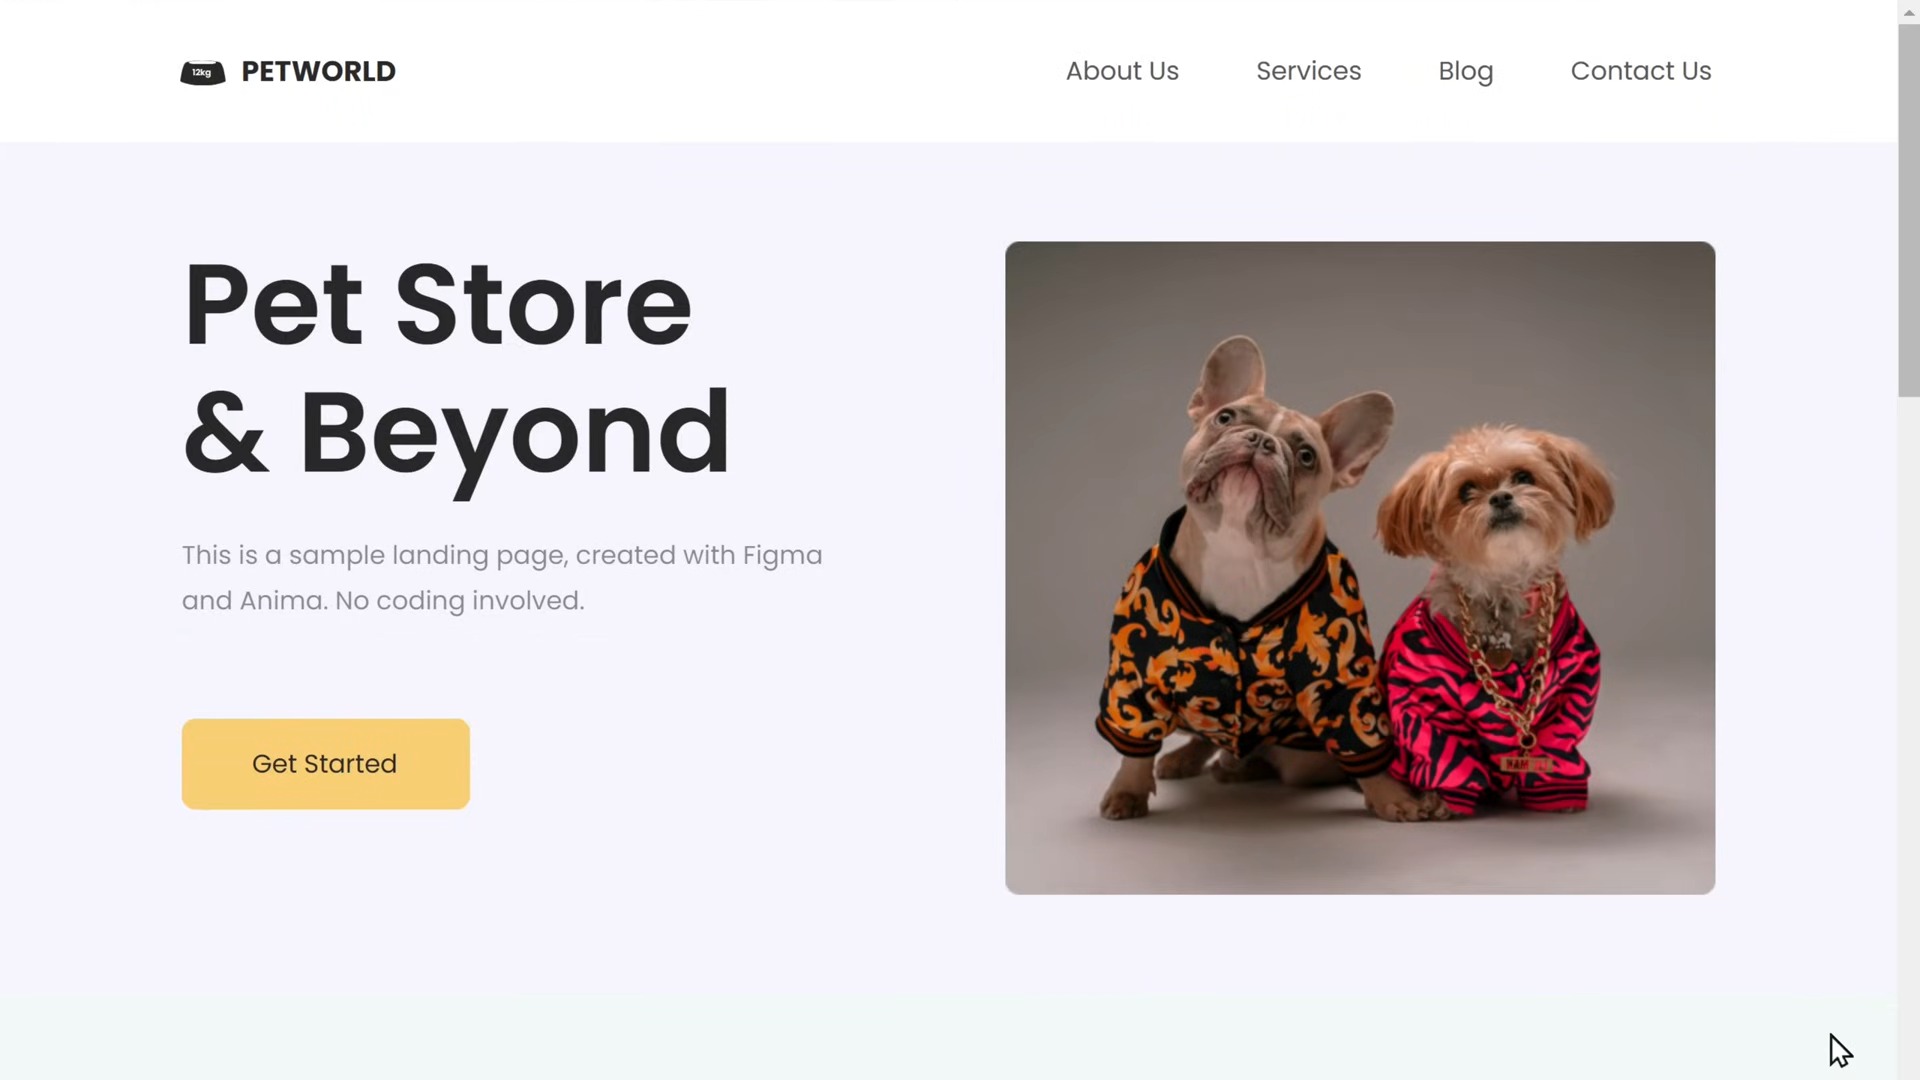 12kg PETWORLD
About Us Services Blog Contact Us
Pet Store
& Beyond
This is a sample landing page, created with Figma
and Anima. No coding involved.
Get Started